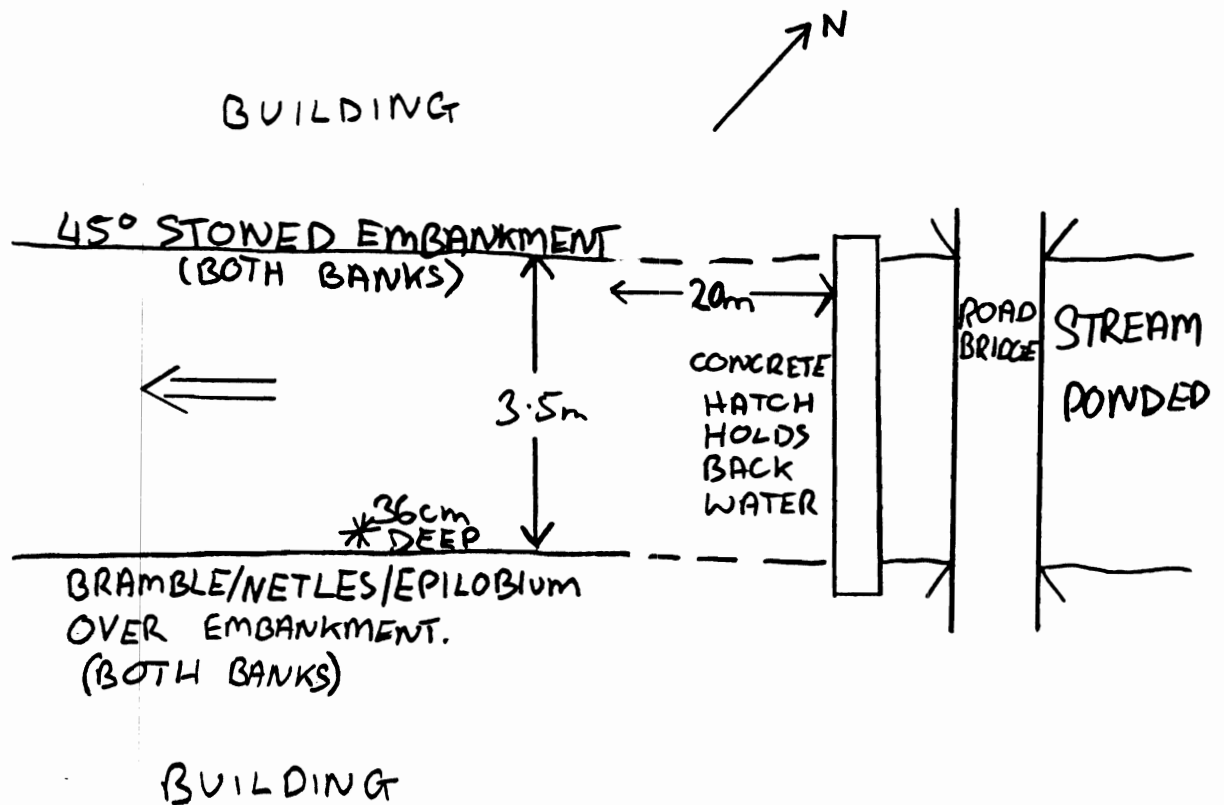 N
BUILDING
45° STONED EMBANKMENT
(BOTH BANKS)
20m
ROAD
BRIDGE
STREAM
PONDED
CONCRETE
HATCH
HOLDS
BACK
WATER
3.5m
36cm
DEEP
BRAMBLE/NETLES/EPILOBIUM
OVER EMBANKMENT.
(BOTH BANKS)
BUILDING